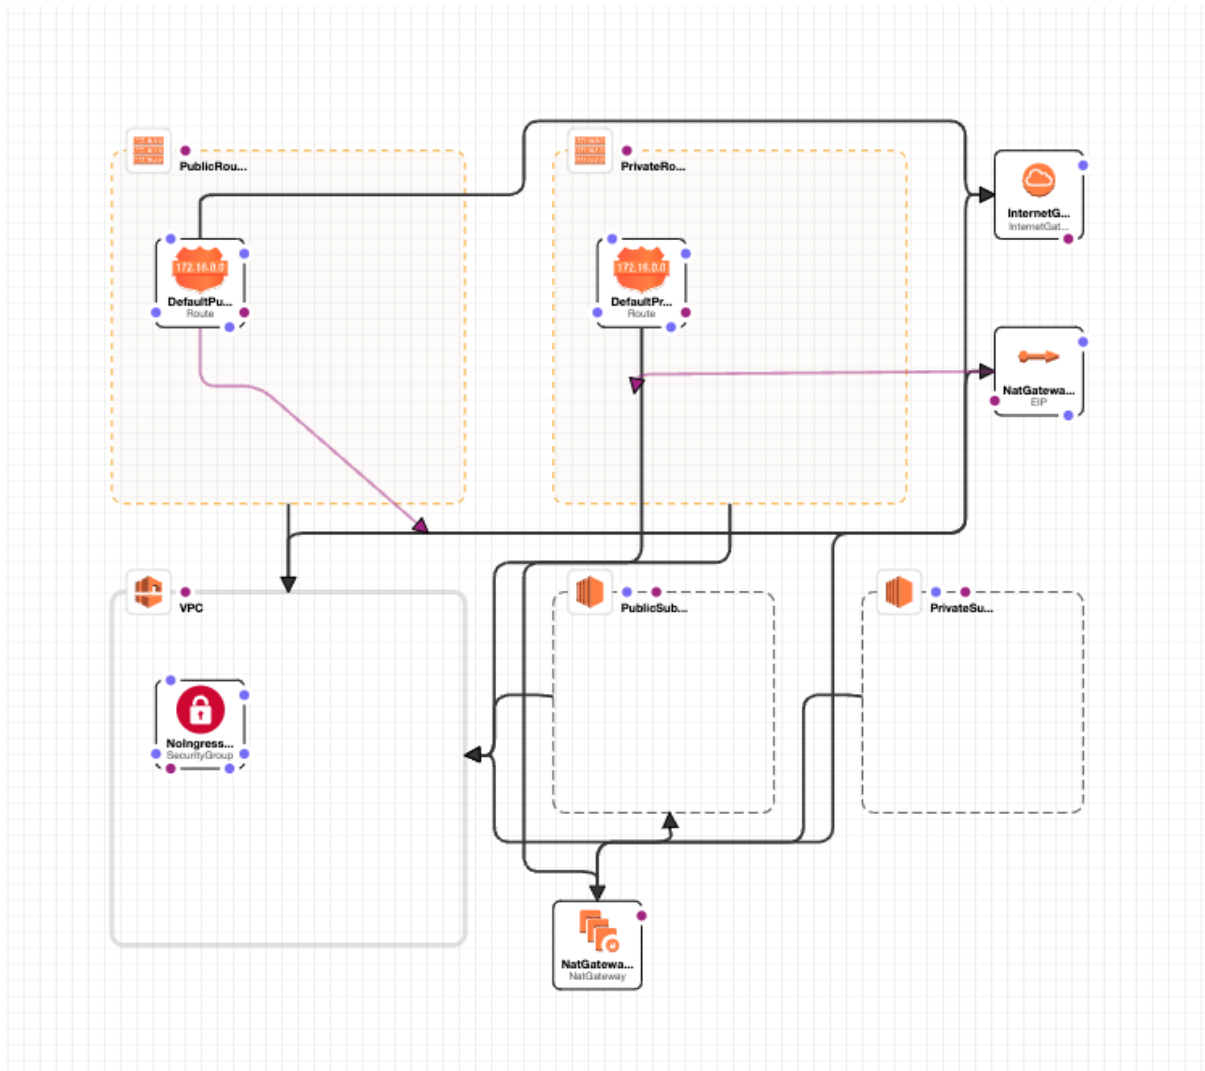 PublicRou...
PrivateRo...
InternetG...
InternetGat...
172.16.0.0
DefaultPu...
Route
172.16.0.0
DefaultPr...
Route
NatGatewa...
EIP
VPC
PublicSub...
PrivateSu...
NoIngress...
SecurityGroup
NatGatewa...
NatGateway